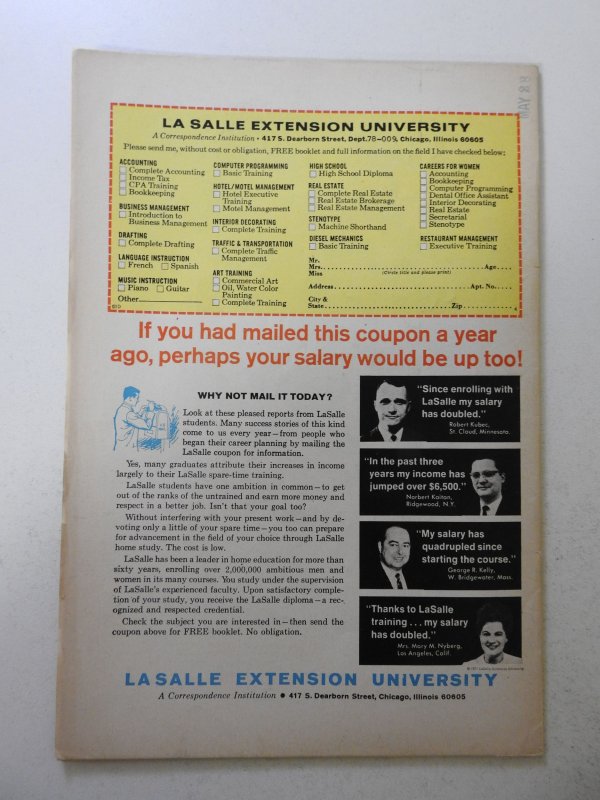 MAY 28
LA SALLE EXTENSION UNIVERSITY
A Correspondence Institution • 417 S. Dearborn Street, Dept. 78-009, Chicago, Illinois 60605
Please send me, without cost or obligation, FREE booklet and full information on the field I have checked below:
ACCOUNTING
Complete Accounting
Income Tax
CPA Training
Bookkeeping
BUSINESS MANAGEMENT
Introduction to
Business Management
DRAFTING
Complete Drafting
LANGUAGE INSTRUCTION
French Spanish
MUSIC INSTRUCTION
Piano Guitar
Other
COMPUTER PROGRAMMING
Basic Training
HOTEL/MOTEL MANAGEMENT
Hotel Executive
Training
Motel Management
INTERIOR DECORATING
Complete Training
TRAFFIC & TRANSPORTATION
Complete Traffic
Management
ART TRAINING
Commercial Art
Oil, Water Color
Painting
Complete Training
HIGH SCHOOL
High School Diploma
REAL ESTATE
Complete Real Estate
Real Estate Brokerage
Real Estate Management
STENOTYPE
Machine Shorthand
DIESEL MECHANICS
Basic Training
CAREERS FOR WOMEN
Accounting
Bookkeeping
Computer Programming
Dental Office Assistant
Interior Decorating
Real Estate
Secretarial
Stenotype
RESTAURANT MANAGEMENT
Executive Training
Mr.
Mrs. Age
Miss (Circle title and please print)
Address Apt. No.
City &
State Zip
If you had mailed this coupon a year
ago, perhaps your salary would be up too!
WHY NOT MAIL IT TODAY?
Look at these pleased reports from LaSalle
students. Many success stories of this kind
come to us every year—from people who
began their career planning by mailing the
LaSalle coupon for information.
Yes, many graduates attribute their increases in income
largely to their LaSalle spare-time training.
LaSalle students have one ambition in common—to get
out of the ranks of the untrained and earn more money and
respect in a better job. Isn't that your goal too?
Without interfering with your present work—and by de-
voting only a little of your spare time—you too can prepare
for advancement in the field of your choice through LaSalle
home study. The cost is low.
LaSalle has been a leader in home education for more than
sixty years, enrolling over 2,000,000 ambitious men and
women in its many courses. You study under the supervision
of LaSalle's experienced faculty. Upon satisfactory comple-
tion of your study, you receive the LaSalle diploma—a rec-
ognized and respected credential.
Check the subject you are interested in—then send the
coupon above for FREE booklet. No obligation.
"Since enrolling with
LaSalle my salary
has doubled."
Robert Kubec,
St. Cloud, Minnesota.
"In the past three
years my income has
jumped over $6,500."
Norbert Kaitan,
Ridgewood, N.Y.
"My salary has
quadrupled since
starting the course."
George R. Kelly,
W. Bridgewater, Mass.
"Thanks to LaSalle
training . . . my salary
has doubled."
Mrs. Mary M. Nyberg,
Los Angeles, Calif.
LASALLE EXTENSION UNIVERSITY
A Correspondence Institution • 417 S. Dearborn Street, Chicago, Illinois 60605